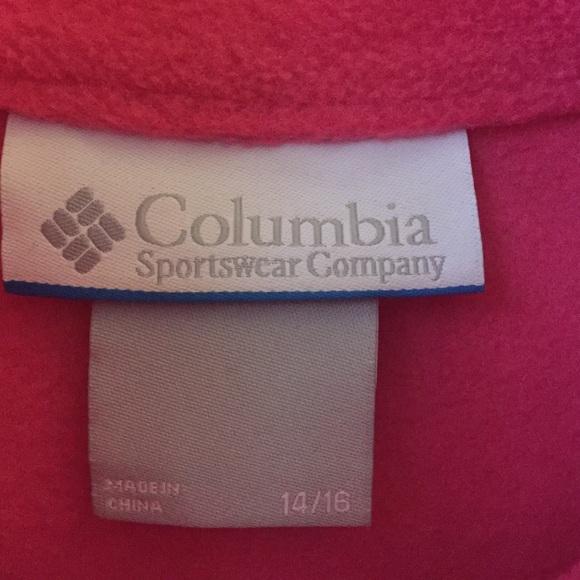 Columbia
Sportswear Company
MADE IN
CHINA
14/16